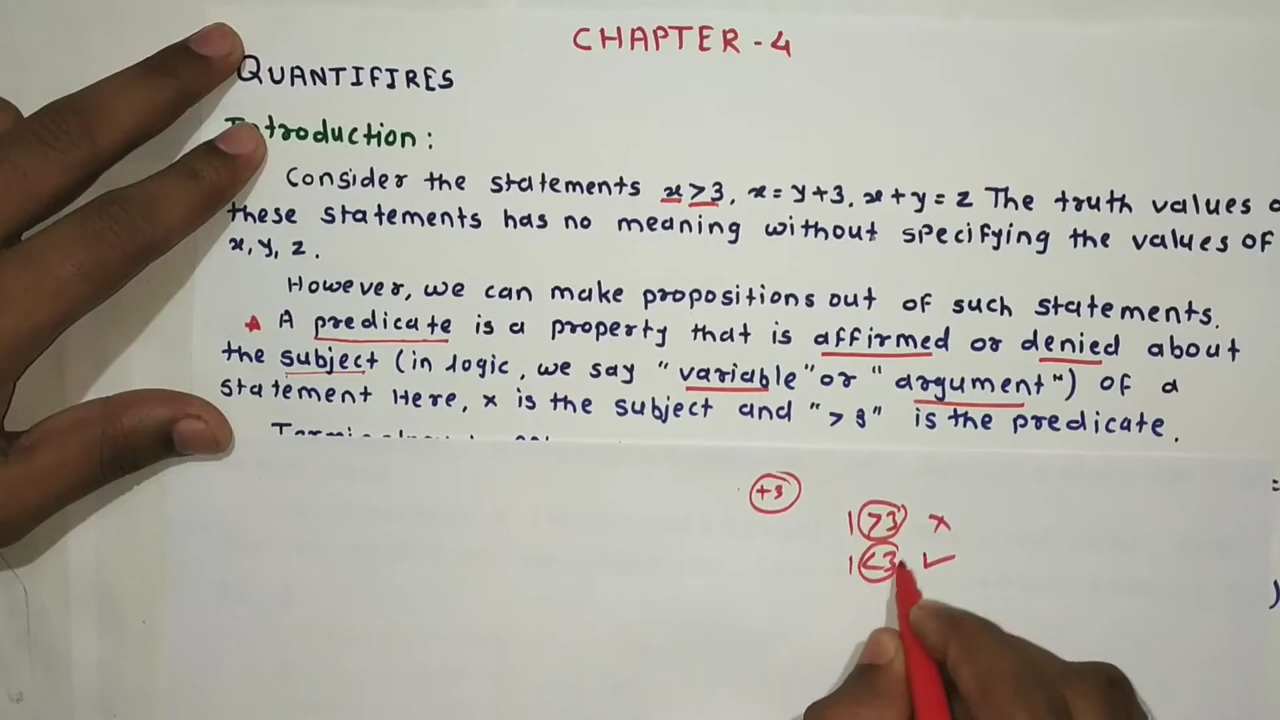 CHAPTER - 4
QUANTIFIRES
Introduction :
Consider the statements x > 3, x = y + 3, x + y = z The truth values
these statements has no meaning without specifying the values of
x, y, z.
However, we can make propositions out of such statements.
A predicate is a property that is affirmed or denied about
the subject (in logic, we say "variable" or "argument") of a
statement Here, x is the subject and "> 3" is the predicate.
+3
1 > 3 ×
1 < 3 ✓